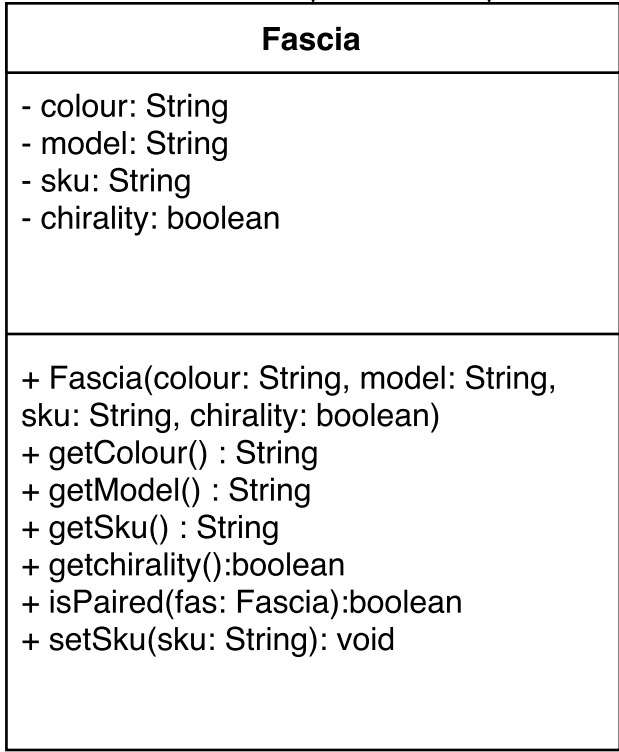 Fascia
- colour: String
- model: String
- sku: String
- chirality: boolean
+ Fascia(colour: String, model: String,
sku: String, chirality: boolean)
+ getColour() : String
+ getModel() : String
+ getSku() : String
+ getchirality():boolean
+ isPaired(fas: Fascia):boolean
+ setSku(sku: String): void